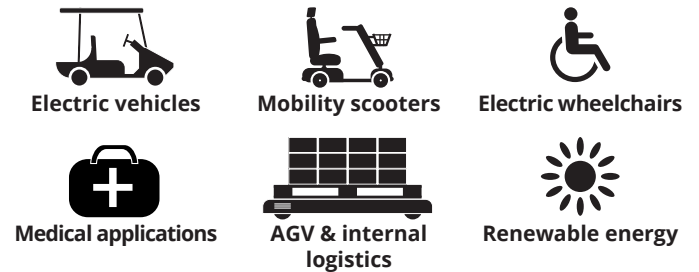 Electric vehicles
Mobility scooters
Electric wheelchairs
Medical applications
AGV & internal
logistics
Renewable energy